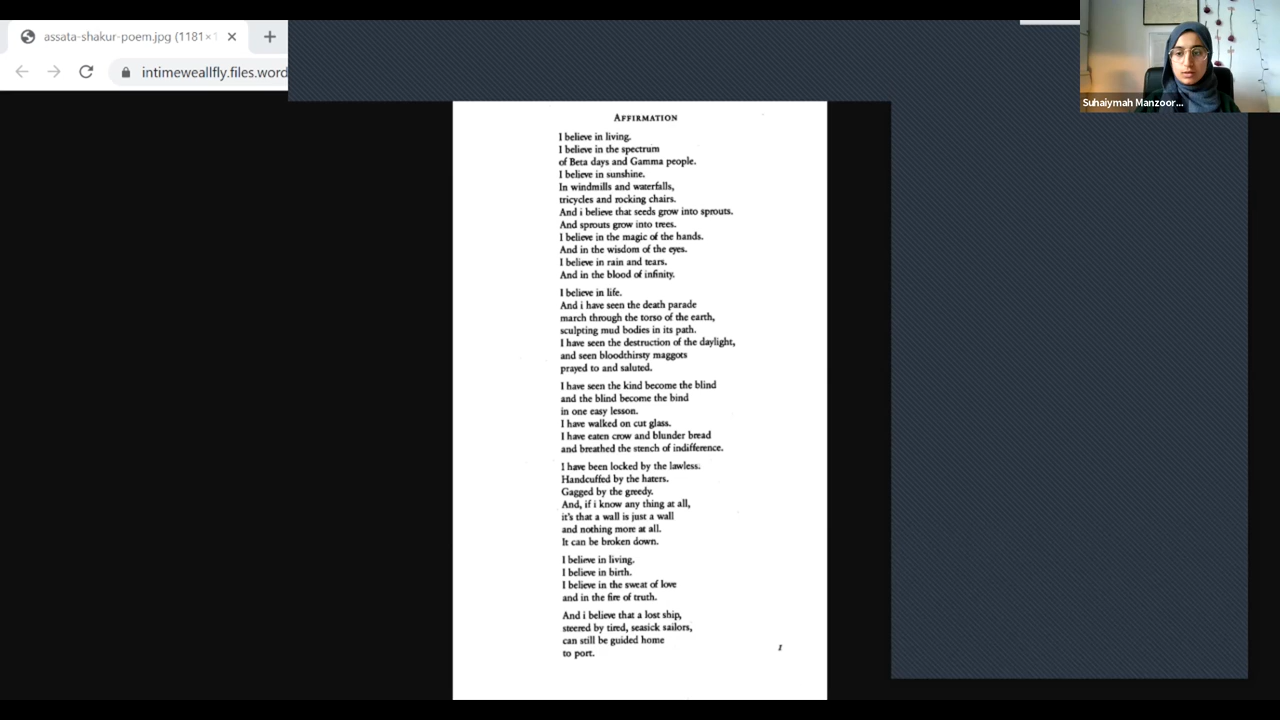 assata-shakur-poem.jpg (1181×1
intimeweallfly.files.word
Suhaiymah Manzoor...
AFFIRMATION
I believe in living.
I believe in the spectrum
of Beta days and Gamma people.
I believe in sunshine.
In windmills and waterfalls,
tricycles and rocking chairs.
And i believe that seeds grow into sprouts.
And sprouts grow into trees.
I believe in the magic of the hands.
And in the wisdom of the eyes.
I believe in rain and tears.
And in the blood of infinity.
I believe in life.
And i have seen the death parade
march through the torso of the earth,
sculpting mud bodies in its path.
I have seen the destruction of the daylight,
and seen bloodthirsty maggots
prayed to and saluted.
I have seen the kind become the blind
and the blind become the bind
in one easy lesson.
I have walked on cut glass.
I have eaten crow and blunder bread
and breathed the stench of indifference.
I have been locked by the lawless.
Handcuffed by the haters.
Gagged by the greedy.
And, if i know any thing at all,
it's that a wall is just a wall
and nothing more at all.
It can be broken down.
I believe in living.
I believe in birth.
I believe in the sweat of love
and in the fire of truth.
And i believe that a lost ship,
steered by tired, seasick sailors,
can still be guided home
to port.
1